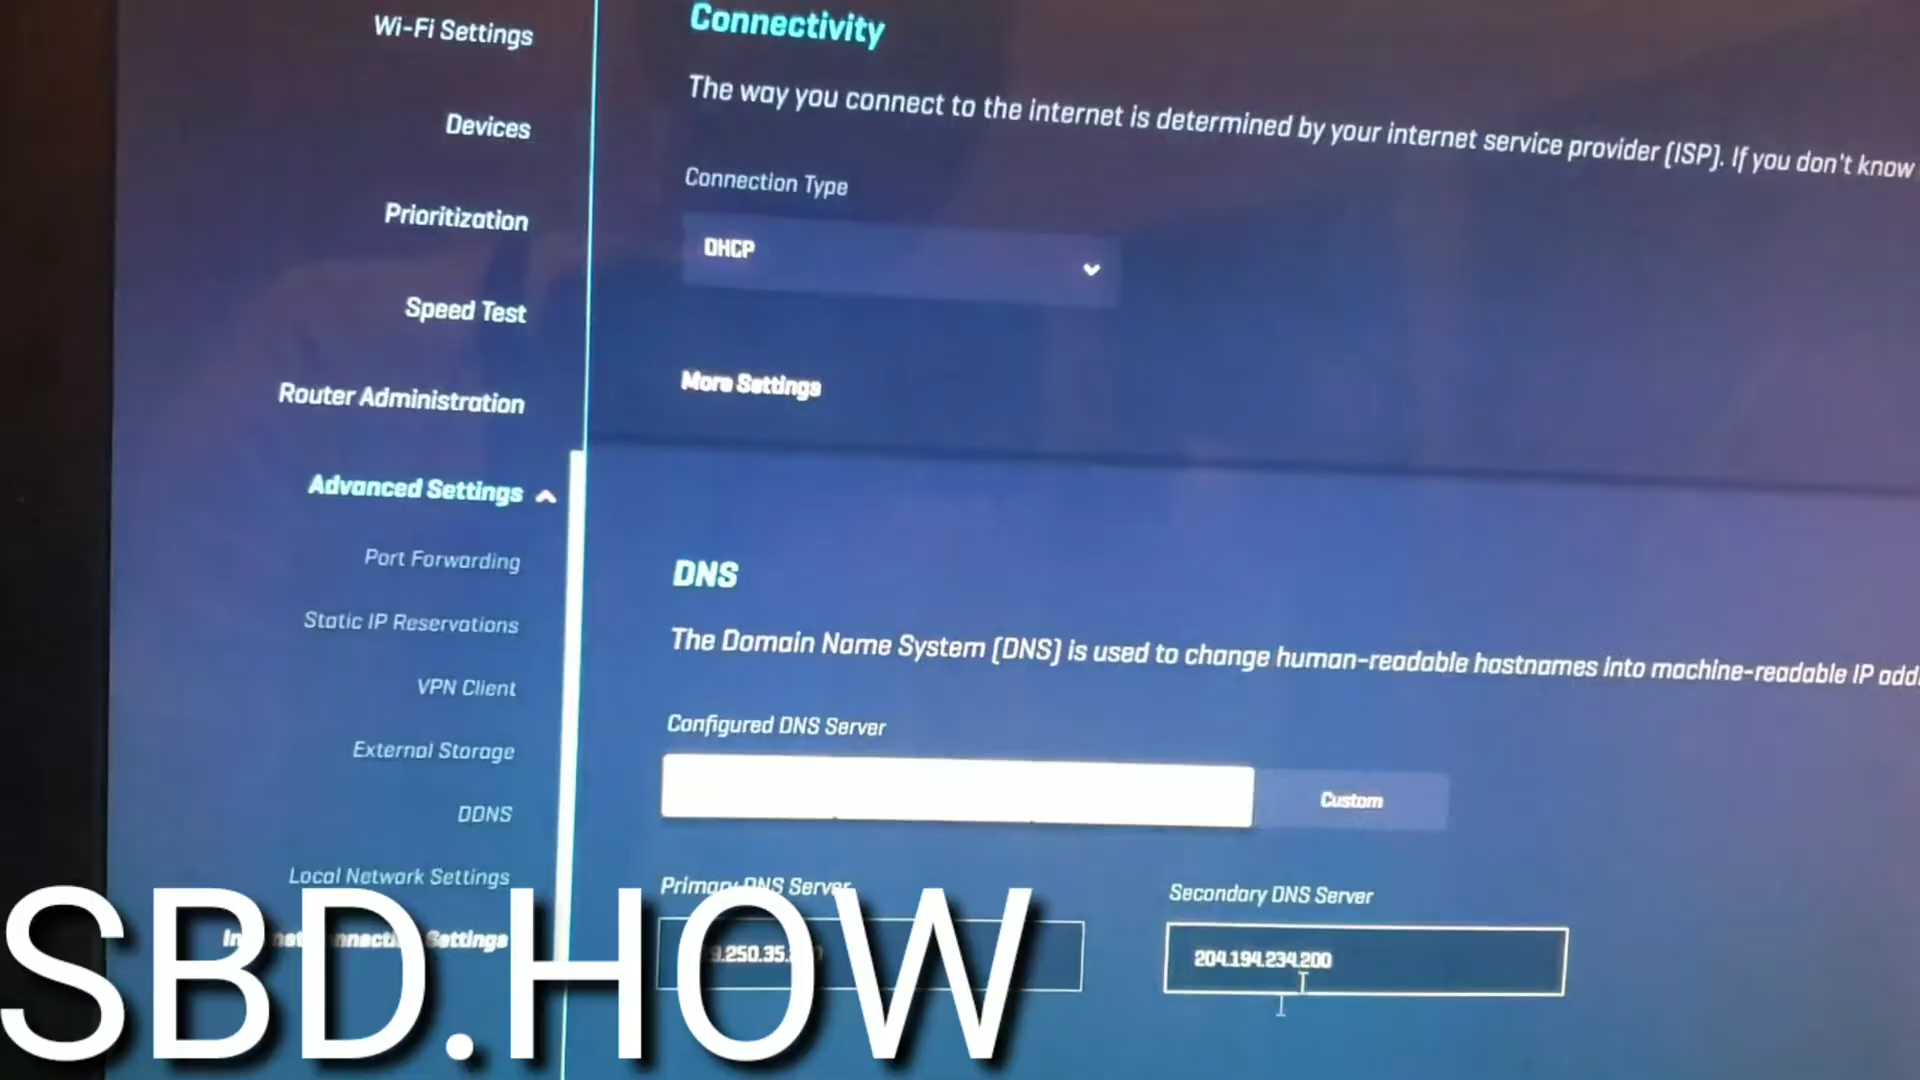 Wi-Fi Settings
Devices
Prioritization
Speed Test
Router Administration
Advanced Settings
Port Forwarding
Static IP Reservations
VPN Client
External Storage
DDNS
Local Network Settings
Settings
Connectivity
The way you connect to the internet is determined by your internet service provider (ISP). If you don't know
Connection Type
DHCP
More Settings
DNS
The Domain Name System (DNS) is used to change human-readable hostnames into machine-readable IP
Configured DNS Server
Custom
Primary DNS Server
Secondary DNS Server
204.194.234.200
SBD.HOW